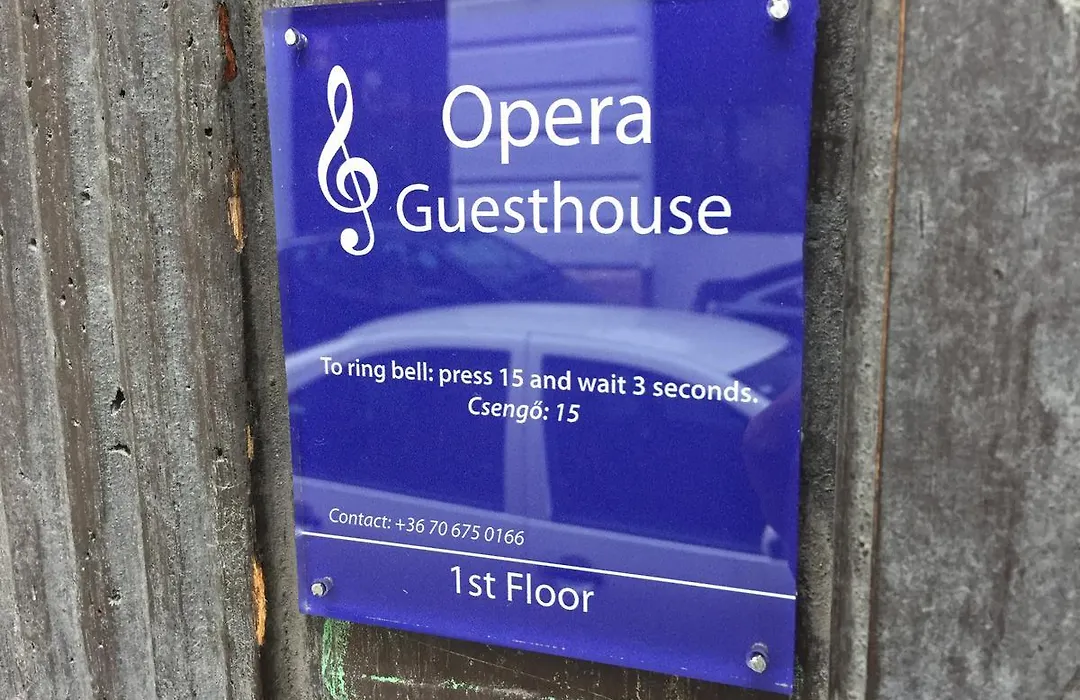 Opera
Guesthouse
To ring bell: press 15 and wait 3 seconds.
Csengő: 15
Contact: +36 70 675 0166
1st Floor